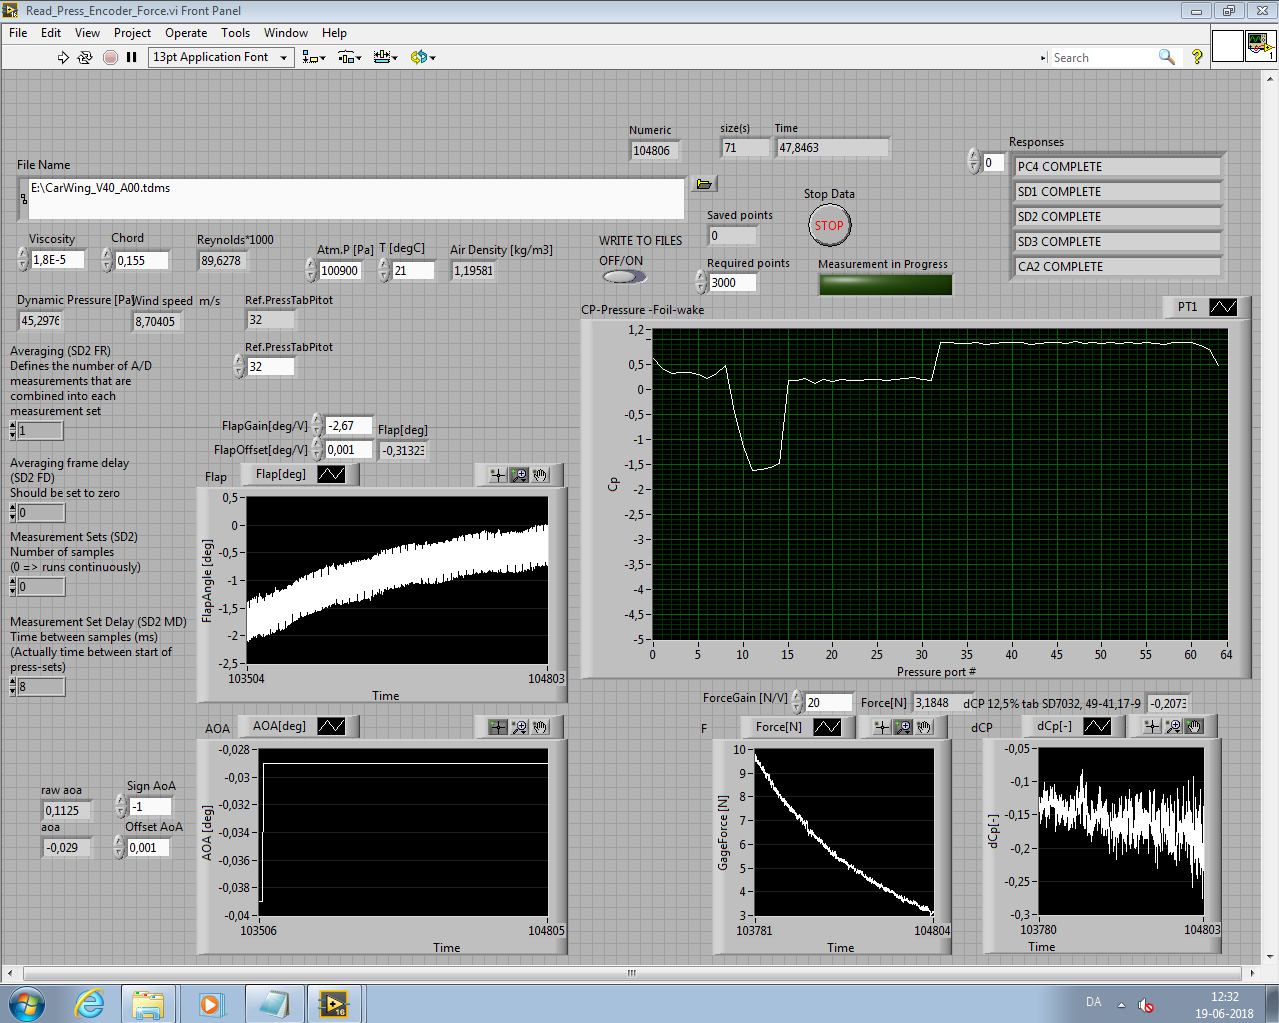 Read_Press_Encoder_Force.vi Front Panel
File Edit View Project Operate Tools Window Help
13pt Application Font
Search
1
Numeric
104806
size(s)
71
Time
47,8463
Responses
0
PC4 COMPLETE
SD1 COMPLETE
SD2 COMPLETE
SD3 COMPLETE
CA2 COMPLETE
File Name
E:\CarWing_V40_A00.tdms
Stop Data
STOP
Saved points
0
WRITE TO FILES
OFF/ON
Required points
3000
Measurement in Progress
Viscosity
1,8E-5
Chord
0,155
Reynolds*1000
89,6278
Atm.P [Pa]
100900
T [degC]
21
Air Density [kg/m3]
1,19581
Dynamic Pressure [Pa]
45,2976
Wind speed m/s
8,70405
Ref.PressTabPitot
32
Ref.PressTabPitot
32
Averaging (SD2 FR)
Defines the number of A/D
measurements that are
combined into each
measurement set
1
Averaging frame delay
(SD2 FD)
Should be set to zero
0
Measurement Sets (SD2)
Number of samples
(0 => runs continuously)
0
Measurement Set Delay (SD2 MD)
Time between samples (ms)
(Actually time between start of
press-sets)
8
FlapGain[deg/V]
-2,67
FlapOffset[deg/V]
0,001
Flap[deg]
-0,31323
Flap
Flap[deg]
FlapAngle [deg]
0,5
0
-0,5
-1
-1,5
-2
-2,5
103504 104803
Time
CP-Pressure -Foil-wake
PT1
Cp
1,2
0,5
0
-0,5
-1
-1,5
-2
-2,5
-3
-3,5
-4
-4,5
-5
0 5 10 15 20 25 30 35 40 45 50 55 60 64
Pressure port #
ForceGain [N/V]
20
Force[N]
3,1848
dCP 12,5% tab SD7032, 49-41,17-9
-0,2073
AOA
AOA[deg]
AOA [deg]
-0,028
-0,03
-0,032
-0,034
-0,036
-0,038
-0,04
103506 104805
Time
raw aoa
0,1125
aoa
-0,029
Sign AoA
-1
Offset AoA
0,001
F
Force[N]
GageForce [N]
10
9
8
7
6
5
4
3
103781 104804
Time
dCP
dCp[-]
dCp[-]
-0,05
-0,1
-0,15
-0,2
-0,25
-0,3
103780 104803
Time
16
DA
12:32
19-06-2018